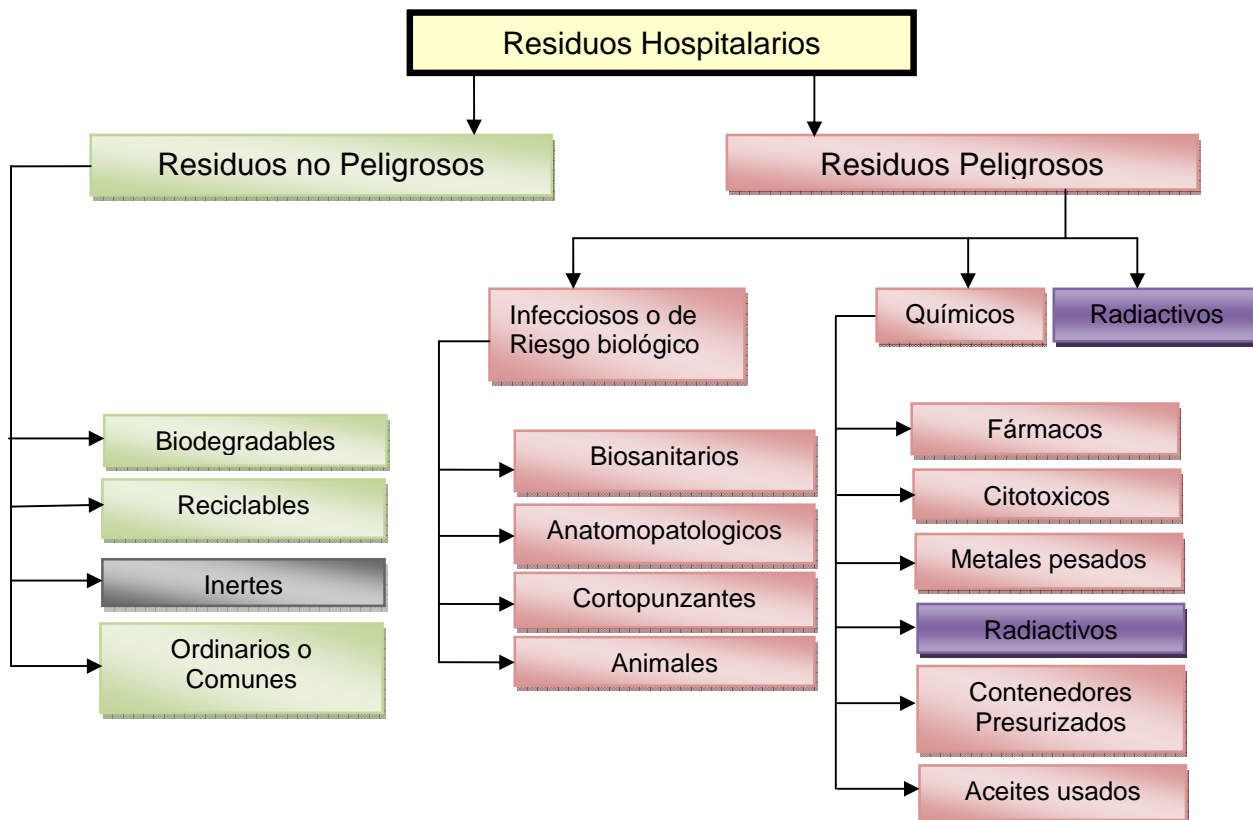 Residuos Hospitalarios
Residuos no Peligrosos
Residuos Peligrosos
Infecciosos o de
Riesgo biológico
Químicos
Radiactivos
Biodegradables
Reciclables
Inertes
Ordinarios o
Comunes
Biosanitarios
Anatomopatologicos
Cortopunzantes
Animales
Fármacos
Citotoxicos
Metales pesados
Radiactivos
Contenedores
Presurizados
Aceites usados